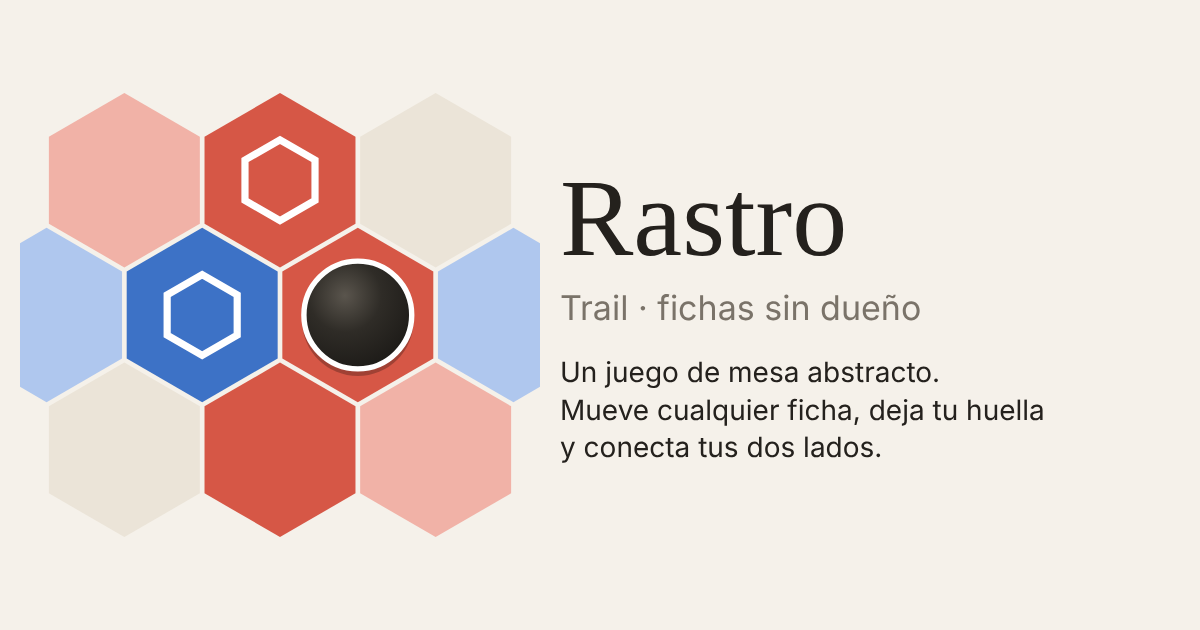 Rastro
Trail · fichas sin dueño
Un juego de mesa abstracto.
Mueve cualquier ficha, deja tu huella
y conecta tus dos lados.